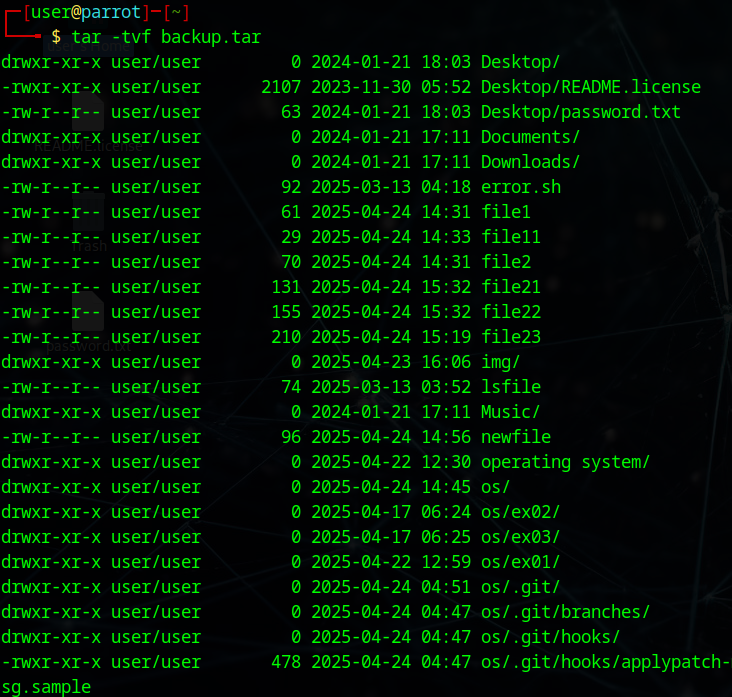 ┌─[user@parrot]─[~]
└──╼ $ tar -tvf backup.tar
drwxr-xr-x user/user         0 2024-01-21 18:03 Desktop/
-rwxr-xr-x user/user      2107 2023-11-30 05:52 Desktop/README.license
-rw-r--r-- user/user        63 2024-01-21 18:03 Desktop/password.txt
drwxr-xr-x user/user         0 2024-01-21 17:11 Documents/
drwxr-xr-x user/user         0 2024-01-21 17:11 Downloads/
-rw-r--r-- user/user        92 2025-03-13 04:18 error.sh
-rw-r--r-- user/user        61 2025-04-24 14:31 file1
-rw-r--r-- user/user        29 2025-04-24 14:33 file11
-rw-r--r-- user/user        70 2025-04-24 14:31 file2
-rw-r--r-- user/user       131 2025-04-24 15:32 file21
-rw-r--r-- user/user       155 2025-04-24 15:32 file22
-rw-r--r-- user/user       210 2025-04-24 15:19 file23
drwxr-xr-x user/user         0 2025-04-23 16:06 img/
-rw-r--r-- user/user        74 2025-03-13 03:52 lsfile
drwxr-xr-x user/user         0 2024-01-21 17:11 Music/
-rw-r--r-- user/user        96 2025-04-24 14:56 newfile
drwxr-xr-x user/user         0 2025-04-22 12:30 operating system/
drwxr-xr-x user/user         0 2025-04-24 14:45 os/
drwxr-xr-x user/user         0 2025-04-17 06:24 os/ex02/
drwxr-xr-x user/user         0 2025-04-17 06:25 os/ex03/
drwxr-xr-x user/user         0 2025-04-22 12:59 os/ex01/
drwxr-xr-x user/user         0 2025-04-24 04:51 os/.git/
drwxr-xr-x user/user         0 2025-04-24 04:47 os/.git/branches/
drwxr-xr-x user/user         0 2025-04-24 04:47 os/.git/hooks/
-rwxr-xr-x user/user       478 2025-04-24 04:47 os/.git/hooks/applypatch-
sg.sample